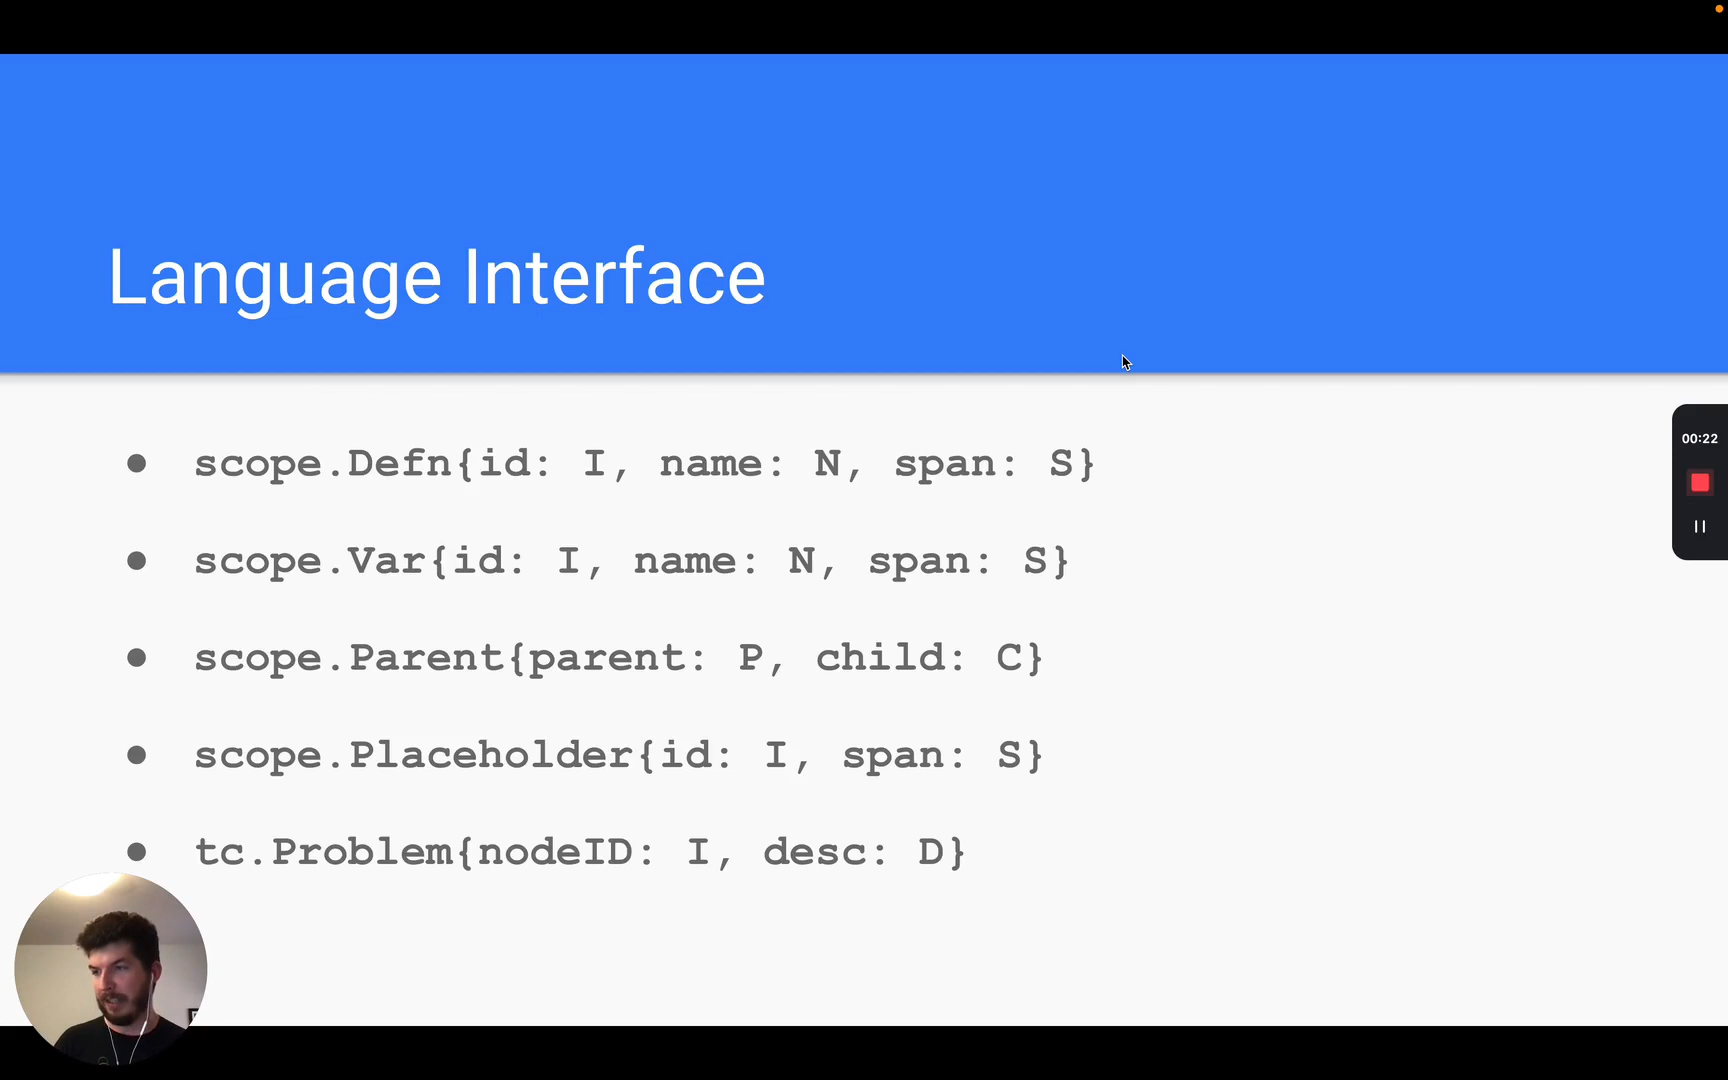 Language Interface
00:22
● scope.Defn{id: I, name: N, span: S}
● scope.Var{id: I, name: N, span: S}
● scope.Parent{parent: P, child: C}
● scope.Placeholder{id: I, span: S}
● tc.Problem{nodeID: I, desc: D}